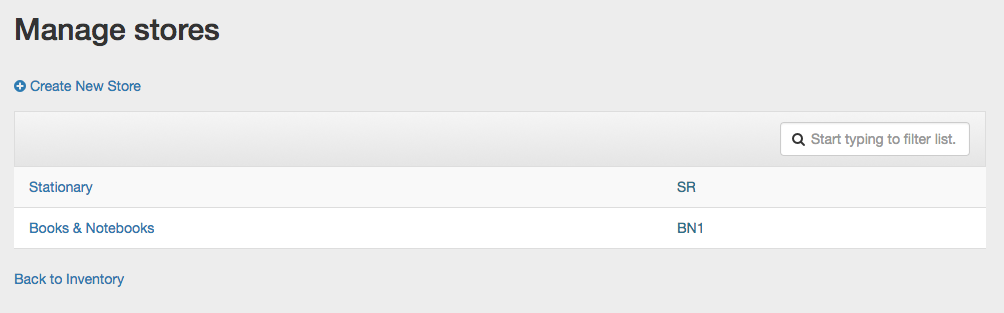 Manage stores
Create New Store
Start typing to filter list.
Stationary SR
Books & Notebooks BN1
Back to Inventory